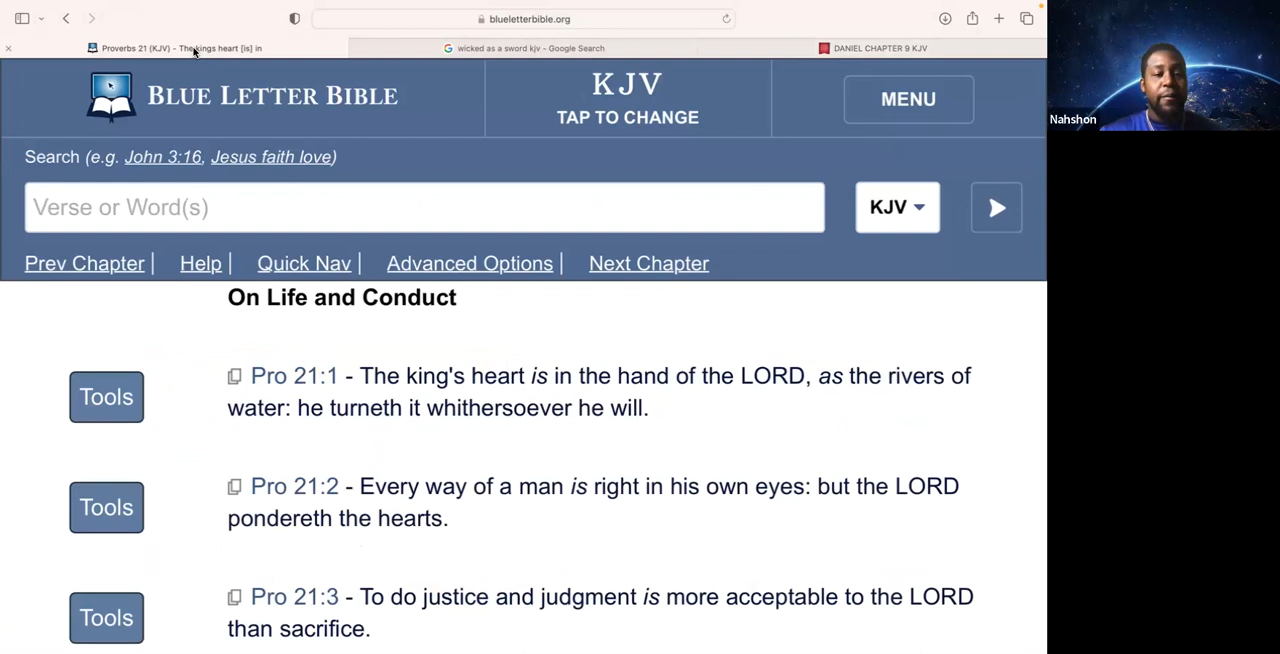 blueletterbible.org
Proverbs 21 (KJV) - The kings heart [is] in
wicked as a sword kjv - Google Search
DANIEL CHAPTER 9 KJV
BLUE LETTER BIBLE
KJV
TAP TO CHANGE
MENU
Nahshon
Search (e.g. John 3:16, Jesus faith love)
Verse or Word(s)
KJV
Prev Chapter | Help | Quick Nav | Advanced Options | Next Chapter
On Life and Conduct
Tools
Pro 21:1 - The king's heart is in the hand of the LORD, as the rivers of
water: he turneth it whithersoever he will.
Tools
Pro 21:2 - Every way of a man is right in his own eyes: but the LORD
pondereth the hearts.
Tools
Pro 21:3 - To do justice and judgment is more acceptable to the LORD
than sacrifice.